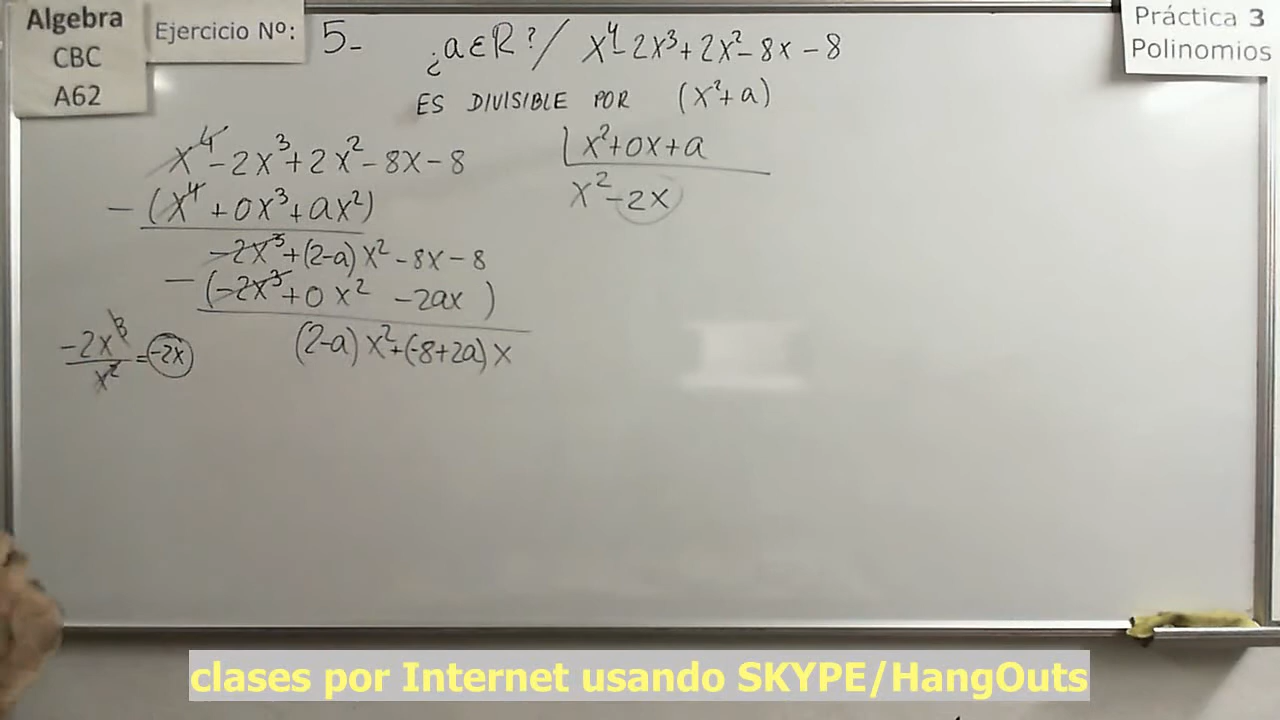 Algebra
CBC
A62
Ejercicio Nº: 5-
Práctica 3
Polinomios
¿a∈R?/ x⁴-2x³+2x²-8x-8
ES DIVISIBLE POR (x²+a)
x⁴-2x³+2x²-8x-8 |x²+0x+a
-(x⁴+0x³+ax²) x²-2x
-2x³+(2-a)x²-8x-8
-(-2x³+0x²-2ax)
(2-a)x²+(-8+2a)x
-2x³/x²=-2x
clases por Internet usando SKYPE/HangOuts